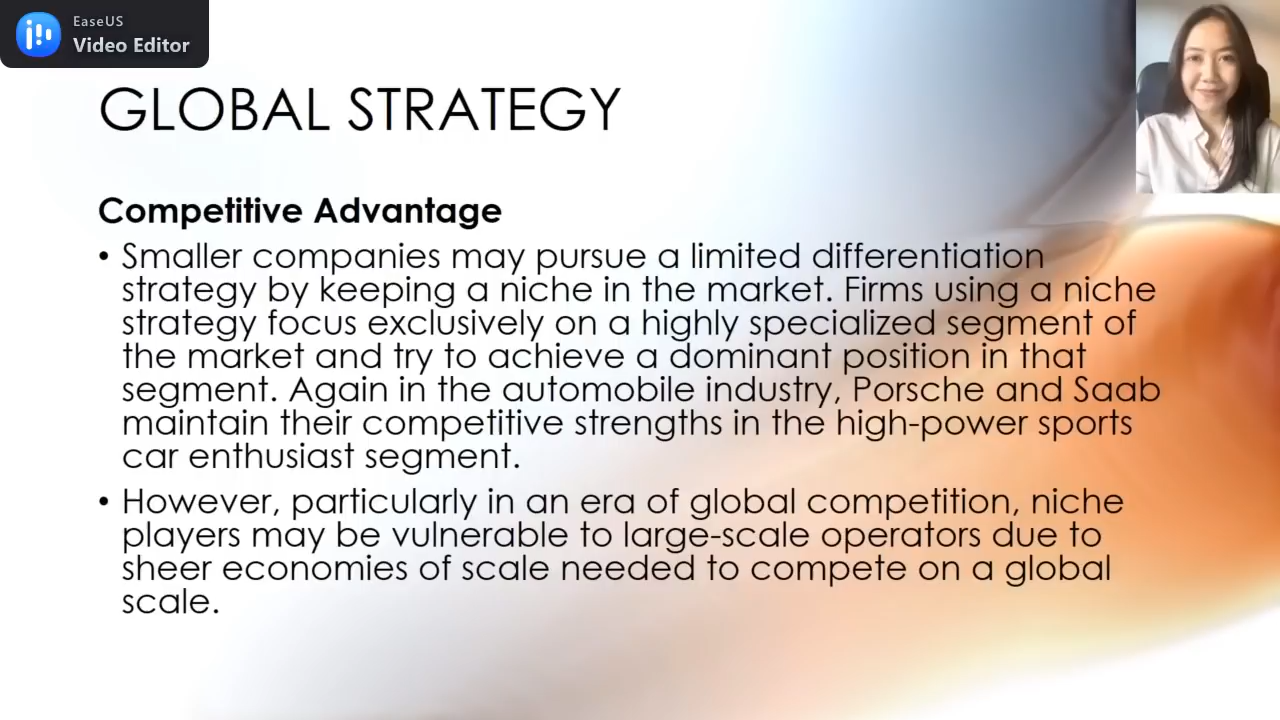 EaseUS
Video Editor
GLOBAL STRATEGY
Competitive Advantage
• Smaller companies may pursue a limited differentiation
strategy by keeping a niche in the market. Firms using a niche
strategy focus exclusively on a highly specialized segment of
the market and try to achieve a dominant position in that
segment. Again in the automobile industry, Porsche and Saab
maintain their competitive strengths in the high-power sports
car enthusiast segment.
• However, particularly in an era of global competition, niche
players may be vulnerable to large-scale operators due to
sheer economies of scale needed to compete on a global
scale.